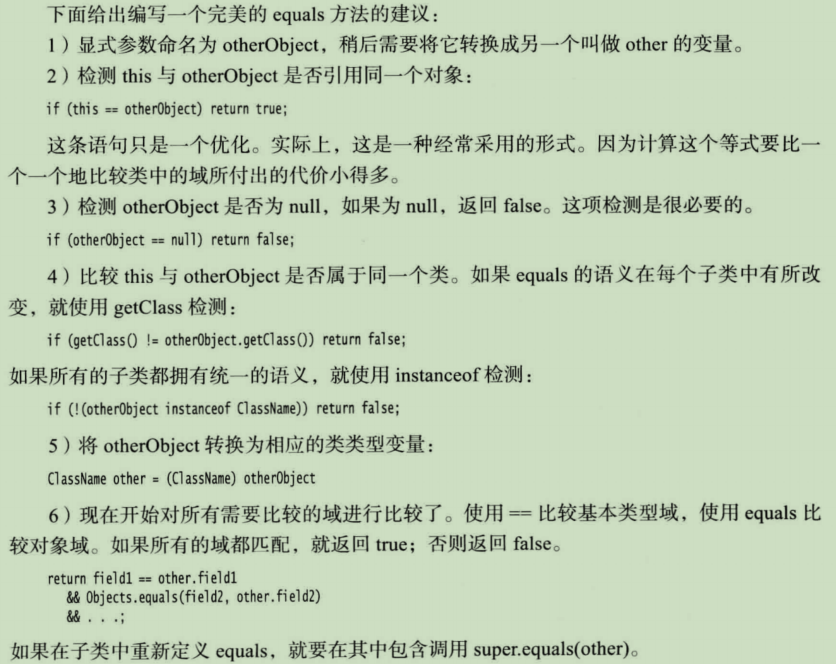 下面给出编写一个完美的 equals 方法的建议：
1）显式参数命名为 otherObject，稍后需要将它转换成另一个叫做 other 的变量。
2）检测 this 与 otherObject 是否引用同一个对象：
if (this == otherObject) return true;
这条语句只是一个优化。实际上，这是一种经常采用的形式。因为计算这个等式要比一
个一个地比较类中的域所付出的代价小得多。
3）检测 otherObject 是否为 null，如果为 null，返回 false。这项检测是很必要的。
if (otherObject == null) return false;
4）比较 this 与 otherObject 是否属于同一个类。如果 equals 的语义在每个子类中有所改
变，就使用 getClass 检测：
if (getClass() != otherObject.getClass()) return false;
如果所有的子类都拥有统一的语义，就使用 instanceof 检测：
if (!(otherObject instanceof ClassName)) return false;
5）将 otherObject 转换为相应的类类型变量：
ClassName other = (ClassName) otherObject
6）现在开始对所有需要比较的域进行比较了。使用 == 比较基本类型域，使用 equals 比
较对象域。如果所有的域都匹配，就返回 true；否则返回 false。
return field1 == other.field1
&& Objects.equals(field2, other.field2)
&& . . .;
如果在子类中重新定义 equals，就要在其中包含调用 super.equals(other)。